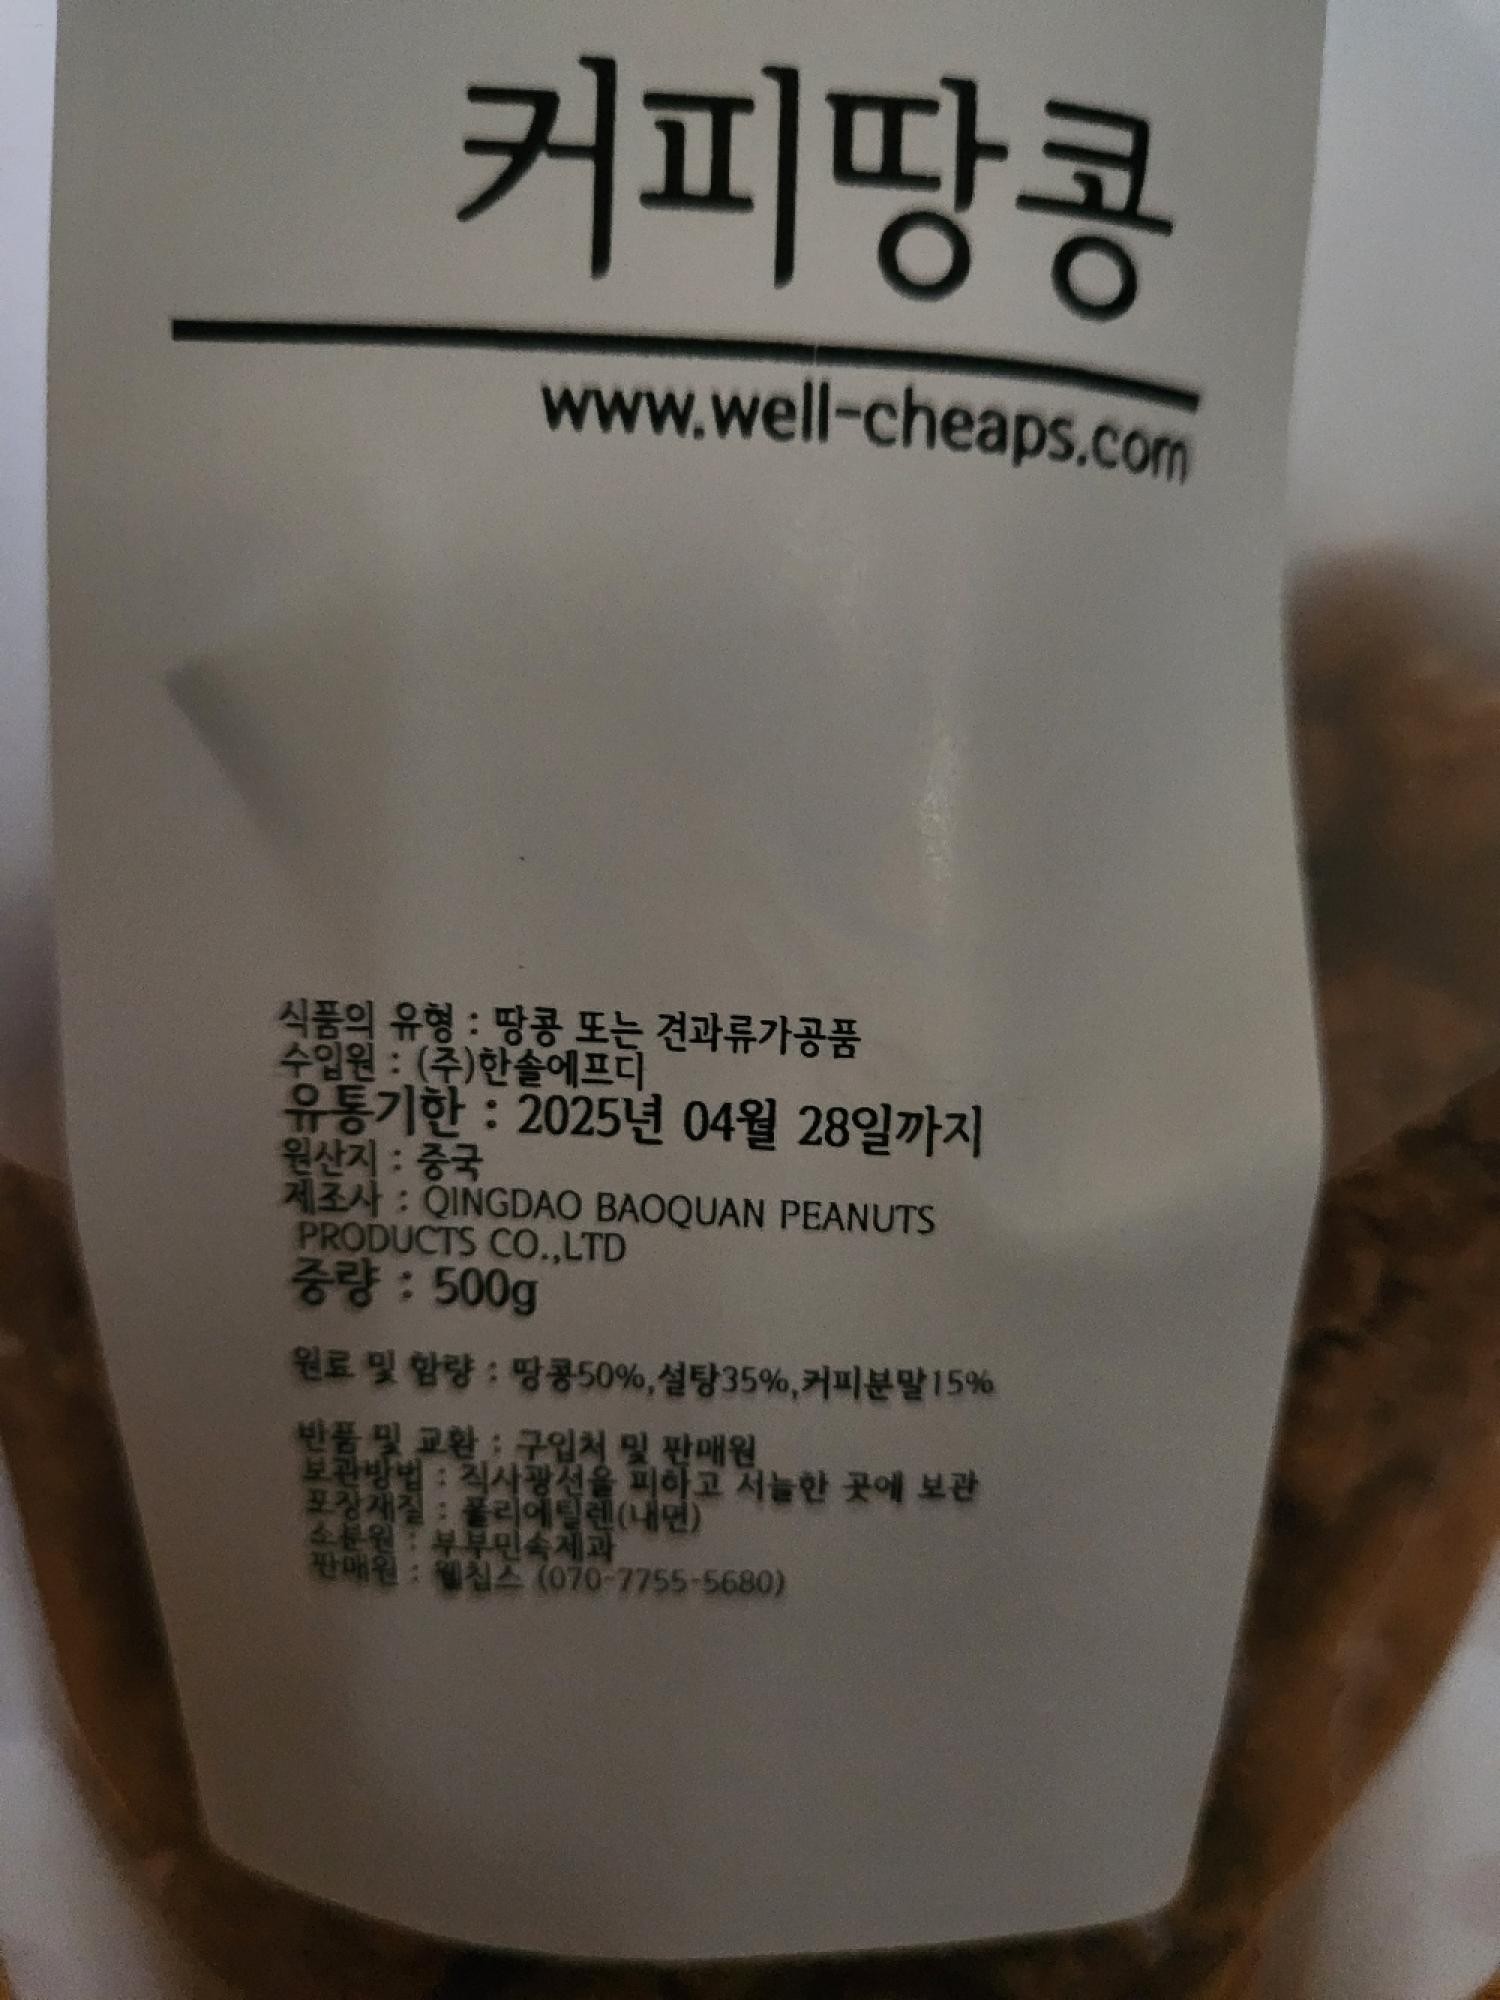 커피땅콩
www.well-cheaps.com
식품의 유형 : 땅콩 또는 견과류가공품
수입원 : (주)한솔에프디
유통기한 : 2025년 04월 28일까지
원산지 : 중국
제조사 : QINGDAO BAOQUAN PEANUTS
PRODUCTS CO.,LTD
중량 : 500g
원료 및 함량 : 땅콩50%,설탕35%,커피분말15%
반품 및 교환 : 구입처 및 판매원
보관방법 : 직사광선을 피하고 서늘한 곳에 보관
포장재질 : 폴리에틸렌(내면)
소분원 : 부부민속제과
판매원 : 웰칩스 (070-7755-5680)